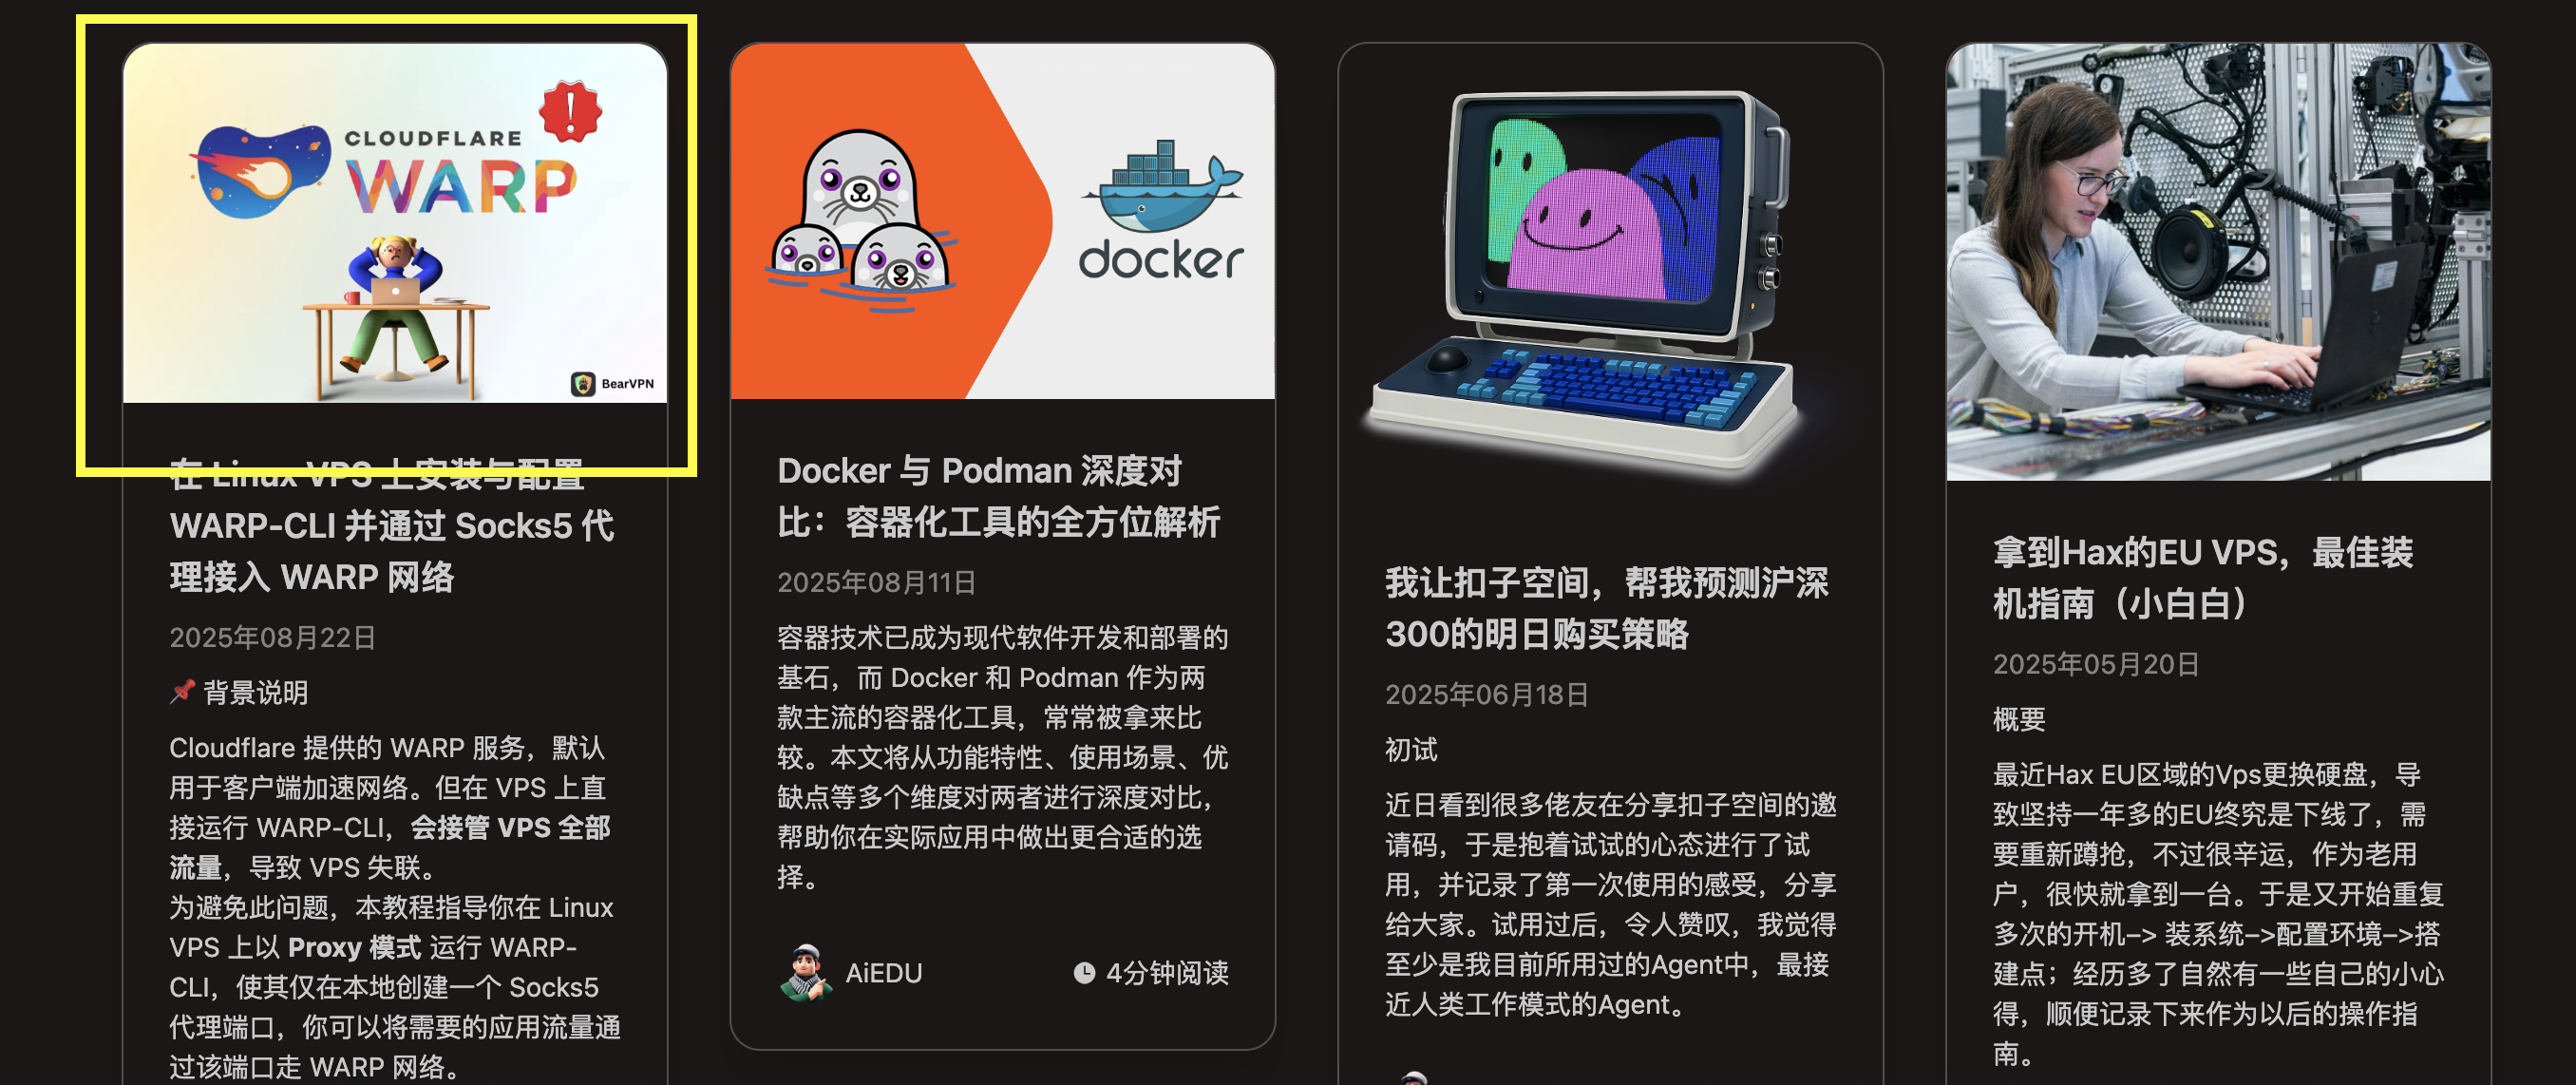 CLOUDFLARE
WARP
BearVPN
在 Linux VPS 上安装与配置
WARP-CLI 并通过 Socks5 代
理接入 WARP 网络
2025年08月22日
📌 背景说明
Cloudflare 提供的 WARP 服务，默认
用于客户端加速网络。但在 VPS 上直
接运行 WARP-CLI，会接管 VPS 全部
流量，导致 VPS 失联。
为避免此问题，本教程指导你在 Linux
VPS 上以 Proxy 模式 运行 WARP-
CLI，使其仅在本地创建一个 Socks5
代理端口，你可以将需要的应用流量通
过该端口走 WARP 网络。
docker
Docker 与 Podman 深度对
比：容器化工具的全方位解析
2025年08月11日
容器技术已成为现代软件开发和部署的
基石，而 Docker 和 Podman 作为两
款主流的容器化工具，常常被拿来比
较。本文将从功能特性、使用场景、优
缺点等多个维度对两者进行深度对比，
帮助你在实际应用中做出更合适的选
择。
AiEDU
4分钟阅读
我让扣子空间，帮我预测沪深
300的明日购买策略
2025年06月18日
初试
近日看到很多佬友在分享扣子空间的邀
请码，于是抱着试试的心态进行了试
用，并记录了第一次使用的感受，分享
给大家。试用过后，令人赞叹，我觉得
至少是我目前所用过的Agent中，最接
近人类工作模式的Agent。
拿到Hax的EU VPS，最佳装
机指南（小白白）
2025年05月20日
概要
最近Hax EU区域的Vps更换硬盘，导
致坚持一年多的EU终究是下线了，需
要重新蹲抢，不过很辛运，作为老用
户，很快就拿到一台。于是又开始重复
多次的开机–> 装系统–>配置环境–>搭
建点；经历多了自然有一些自己的小心
得，顺便记录下来作为以后的操作指
南。